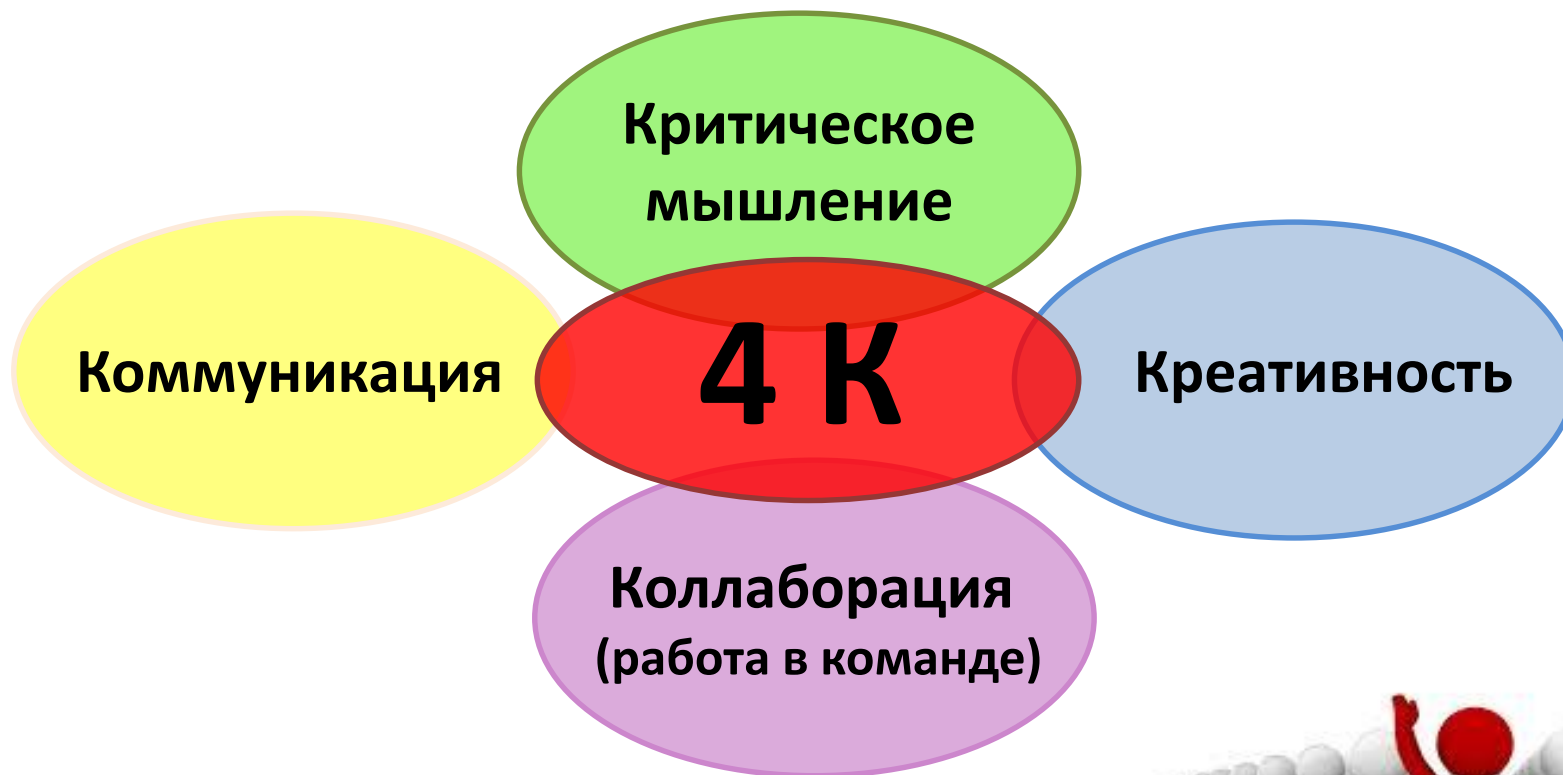 Критическое
мышление
Коммуникация
4 К
Креативность
Коллаборация
(работа в команде)